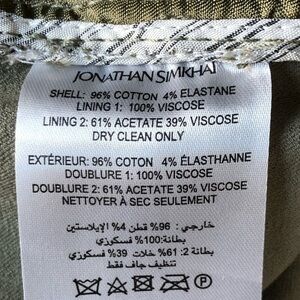 JONATHAN SIMKHAI
SHELL: 96% COTTON 4% ELASTANE
LINING 1: 100% VISCOSE
LINING 2: 61% ACETATE 39% VISCOSE
DRY CLEAN ONLY
EXTÉRIEUR: 96% COTON 4% ÉLASTHANNE
DOUBLURE 1: 100% VISCOSE
DOUBLURE 2: 61% ACETATE 39% VISCOSE
NETTOYER À SEC SEULEMENT
خارجي: 96% قطن 4% الإيلاستين
بطانة:100% فسكوزي
بطانة 2: 61% خلات 39% فسكوزي
تنظيف جاف فقط
P